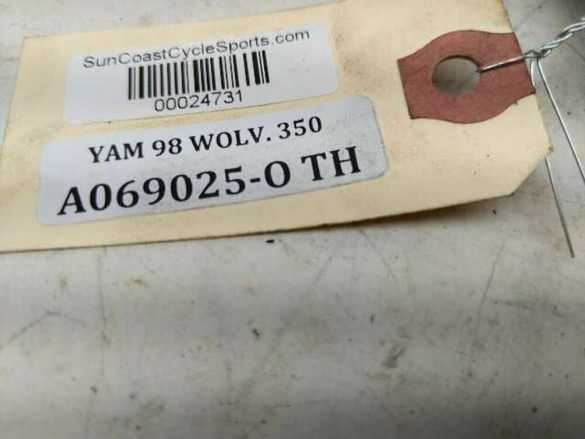 SunCoastCycleSports.com
00024731
YAM 98 WOLV. 350
A069025-O TH